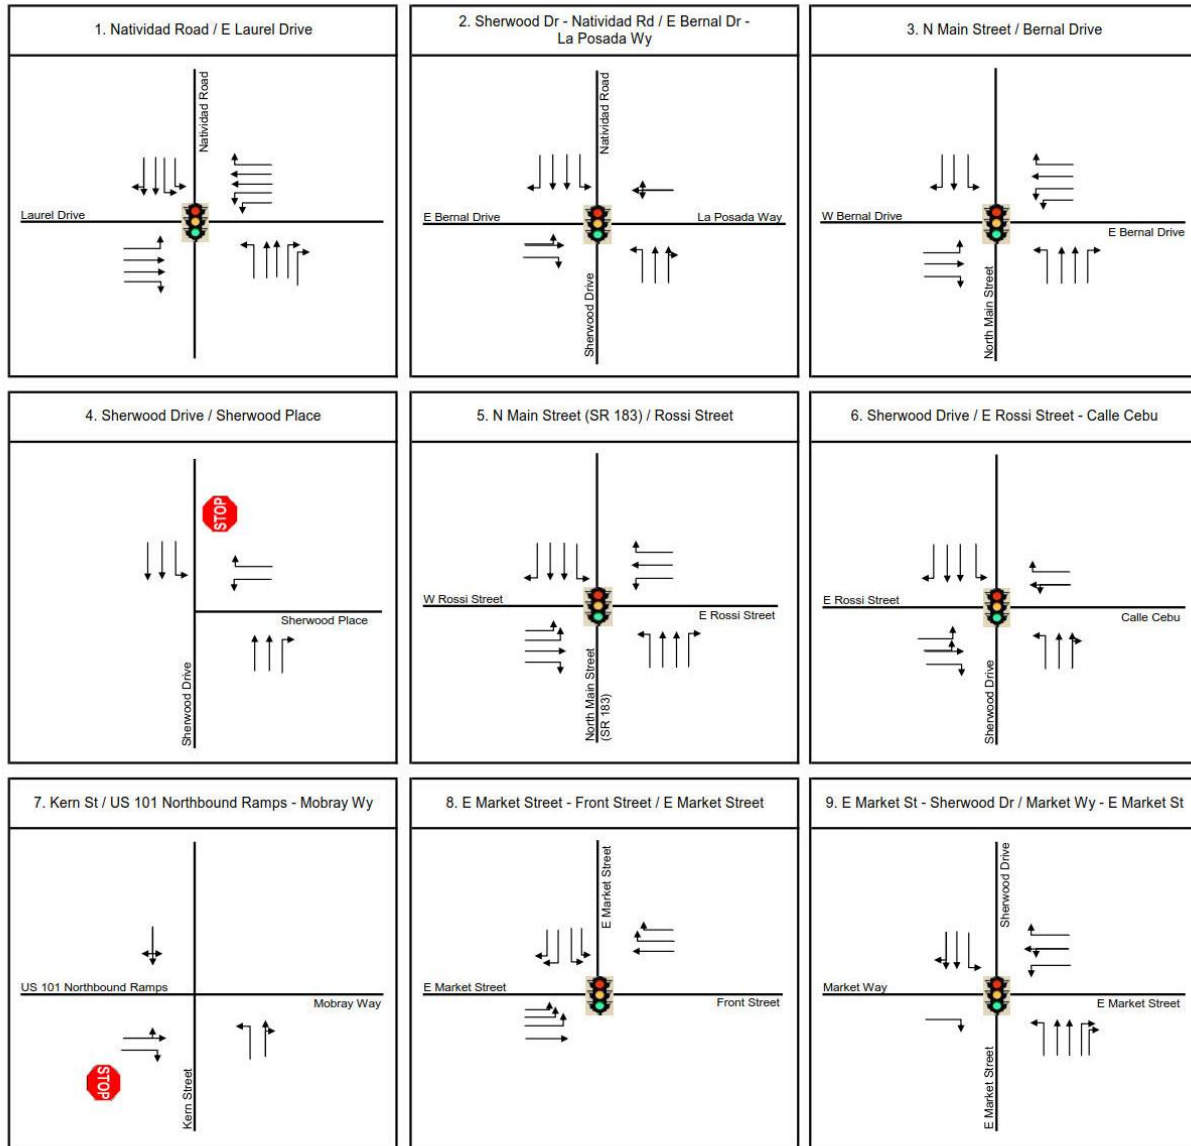 1. Natividad Road / E Laurel Drive
Natividad Road
Laurel Drive
2. Sherwood Dr - Natividad Rd / E Bernal Dr -
La Posada Wy
Natividad Road
E Bernal Drive
La Posada Way
Sherwood Drive
3. N Main Street / Bernal Drive
W Bernal Drive
E Bernal Drive
North Main Street
4. Sherwood Drive / Sherwood Place
STOP
Sherwood Place
Sherwood Drive
5. N Main Street (SR 183) / Rossi Street
W Rossi Street
E Rossi Street
North Main Street
(SR 183)
6. Sherwood Drive / E Rossi Street - Calle Cebu
E Rossi Street
Calle Cebu
Sherwood Drive
7. Kern St / US 101 Northbound Ramps - Mobray Wy
US 101 Northbound Ramps
Mobray Way
STOP
Kern Street
8. E Market Street - Front Street / E Market Street
E Market Street
E Market Street
Front Street
9. E Market St - Sherwood Dr / Market Wy - E Market St
Sherwood Drive
Market Way
E Market Street
E Market Street